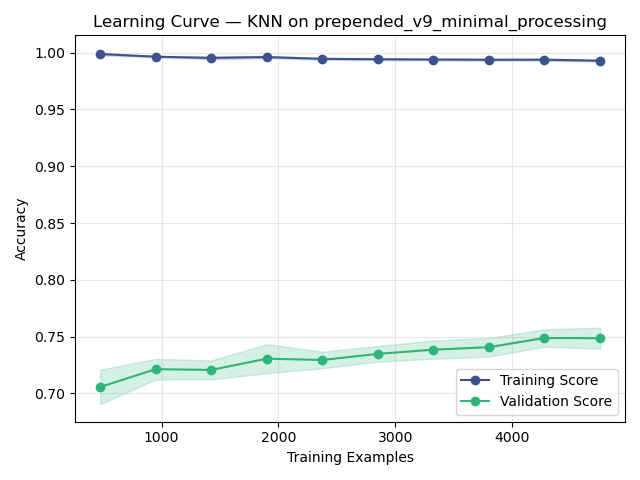 Learning Curve — KNN on prepended_v9_minimal_processing
1.00
0.95
0.90
0.85
0.80
0.75
0.70
Accuracy
1000
2000
3000
4000
Training Examples
Training Score
Validation Score